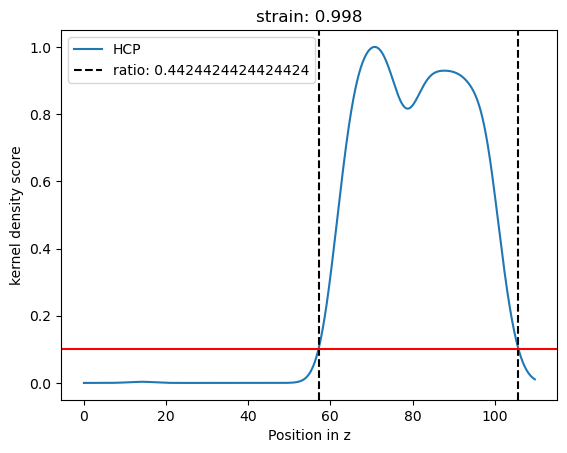 strain: 0.998
HCP
ratio: 0.4424424424424424
kernel density score
1.0
0.8
0.6
0.4
0.2
0.0
0 20 40 60 80 100
Position in z